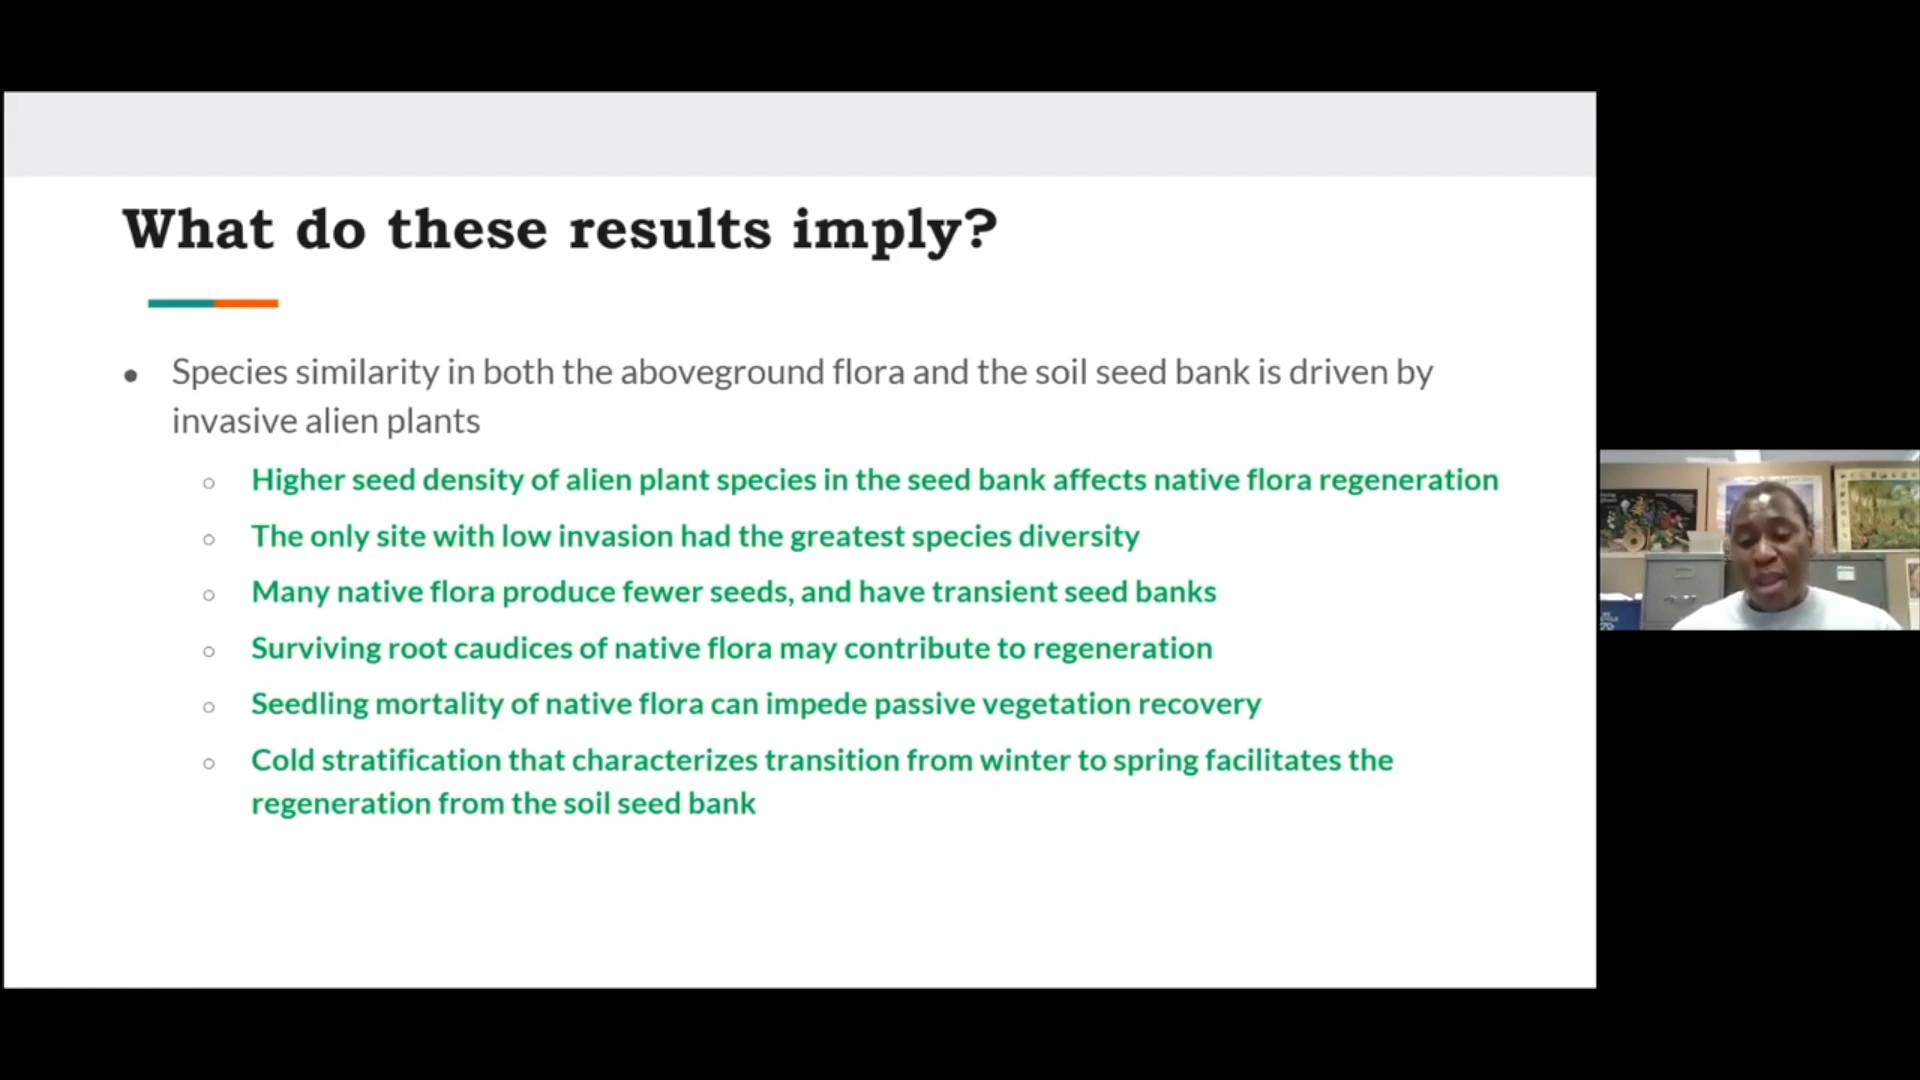 What do these results imply?
● Species similarity in both the aboveground flora and the soil seed bank is driven by
invasive alien plants
○ Higher seed density of alien plant species in the seed bank affects native flora regeneration
○ The only site with low invasion had the greatest species diversity
○ Many native flora produce fewer seeds, and have transient seed banks
○ Surviving root caudices of native flora may contribute to regeneration
○ Seedling mortality of native flora can impede passive vegetation recovery
○ Cold stratification that characterizes transition from winter to spring facilitates the
regeneration from the soil seed bank